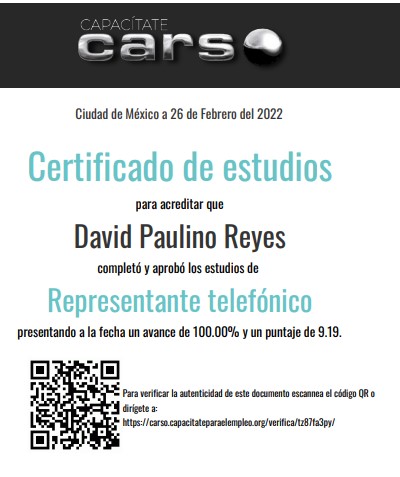 CAPACÍTATE
carso
Ciudad de México a 26 de Febrero del 2022
Certificado de estudios
para acreditar que
David Paulino Reyes
completó y aprobó los estudios de
Representante telefónico
presentando a la fecha un avance de 100.00% y un puntaje de 9.19.
Para verificar la autenticidad de este documento escannea el código QR o
dirígete a:
https://carso.capacitateparaelempleo.org/verifica/tz87fa3py/